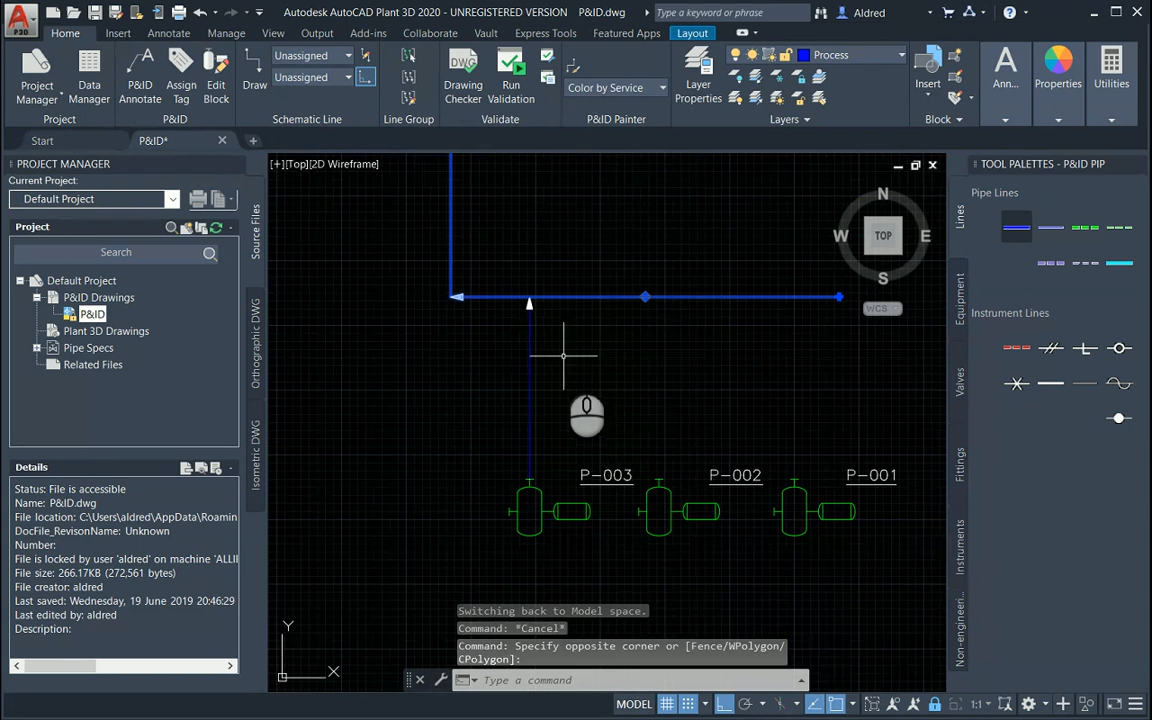 Autodesk AutoCAD Plant 3D 2020 - UNREGISTERED VERSION P&ID.dwg Type a keyword or phrase Aldred
P3D
Home Insert Annotate Manage View Output Add-ins Collaborate Vault Express Tools Featured Apps Layout
Project Manager
Data Manager
Project
P&ID Annotate
Assign Tag
Edit Block
P&ID
Draw
Unassigned
Unassigned
Schematic Line
Line Group
DWG
Drawing Checker
Run Validation
Validate
Color by Service
P&ID Painter
Layer Properties
Process
Layers
Insert
Block
Ann...
Properties
Utilities
Start P&ID*
PROJECT MANAGER
Current Project:
Default Project
Project
Search
Default Project
P&ID Drawings
P&ID
Plant 3D Drawings
Pipe Specs
Related Files
Source Files
Orthographic DWG
Isometric DWG
Details
Status: File is accessible
Name: P&ID.dwg
File location: C:\Users\aldred\AppData\Roamin
DocFile_RevisonName: Unknown
Number:
File is locked by user 'aldred' on machine 'ALLI
File size: 266.17KB (272,561 bytes)
File creator: aldred
Last saved: Wednesday, 19 June 2019 20:46:29
Last edited by: aldred
Description:
[+][Top][2D Wireframe]
N
W TOP E
S
WCS
0
P-003 P-002 P-001
Y
X
Switching back to Model space.
Command: *Cancel*
Command: Specify opposite corner or [Fence/WPolygon/
CPolygon]:
Type a command
MODEL 1:1
TOOL PALETTES - P&ID PIP
Pipe Lines
Instrument Lines
Lines
Equipment
Valves
Fittings
Instruments
Non-engineeri...